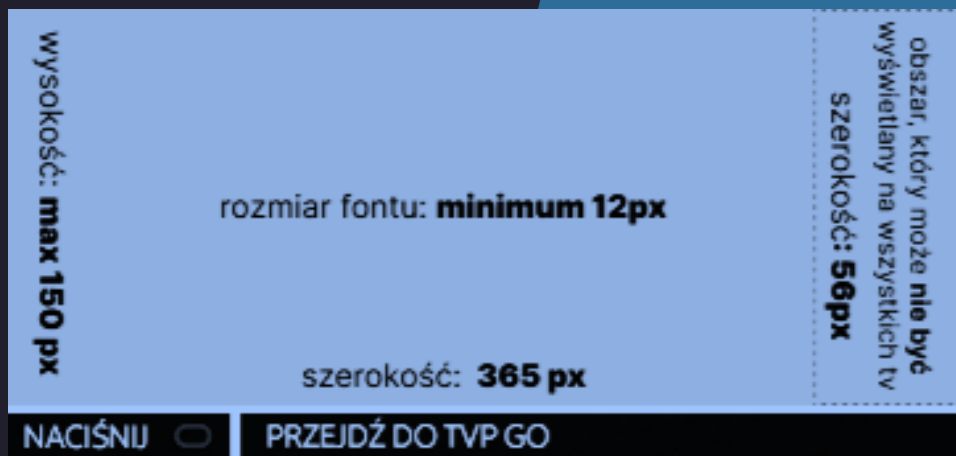 wysokość: max 150 px
rozmiar fontu: minimum 12px
szerokość: 365 px
obszar, który może nie być
wyświetlany na wszystkich tv
szerokość: 56px
NACIŚNIJ
PRZEJDŹ DO TVP GO